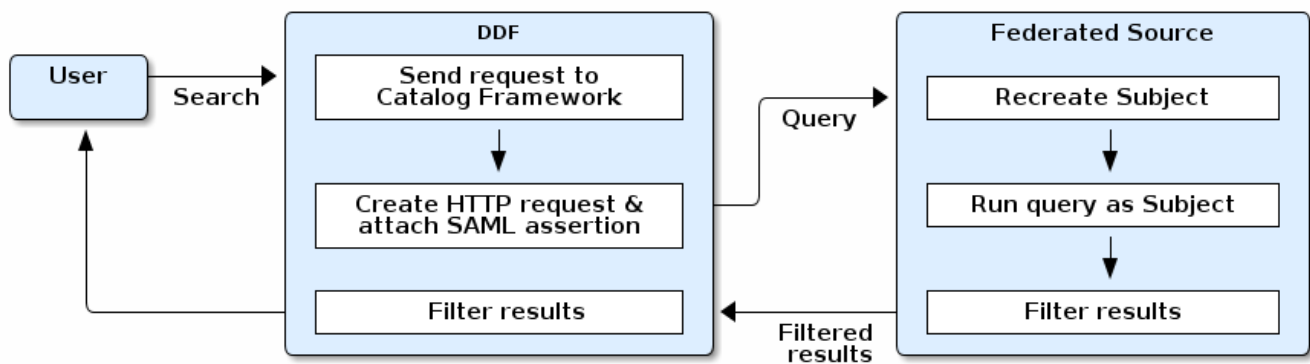 User
Search
DDF
Send request to
Catalog Framework
Create HTTP request &
attach SAML assertion
Filter results
Query
Federated Source
Recreate Subject
Run query as Subject
Filter results
Filtered
results